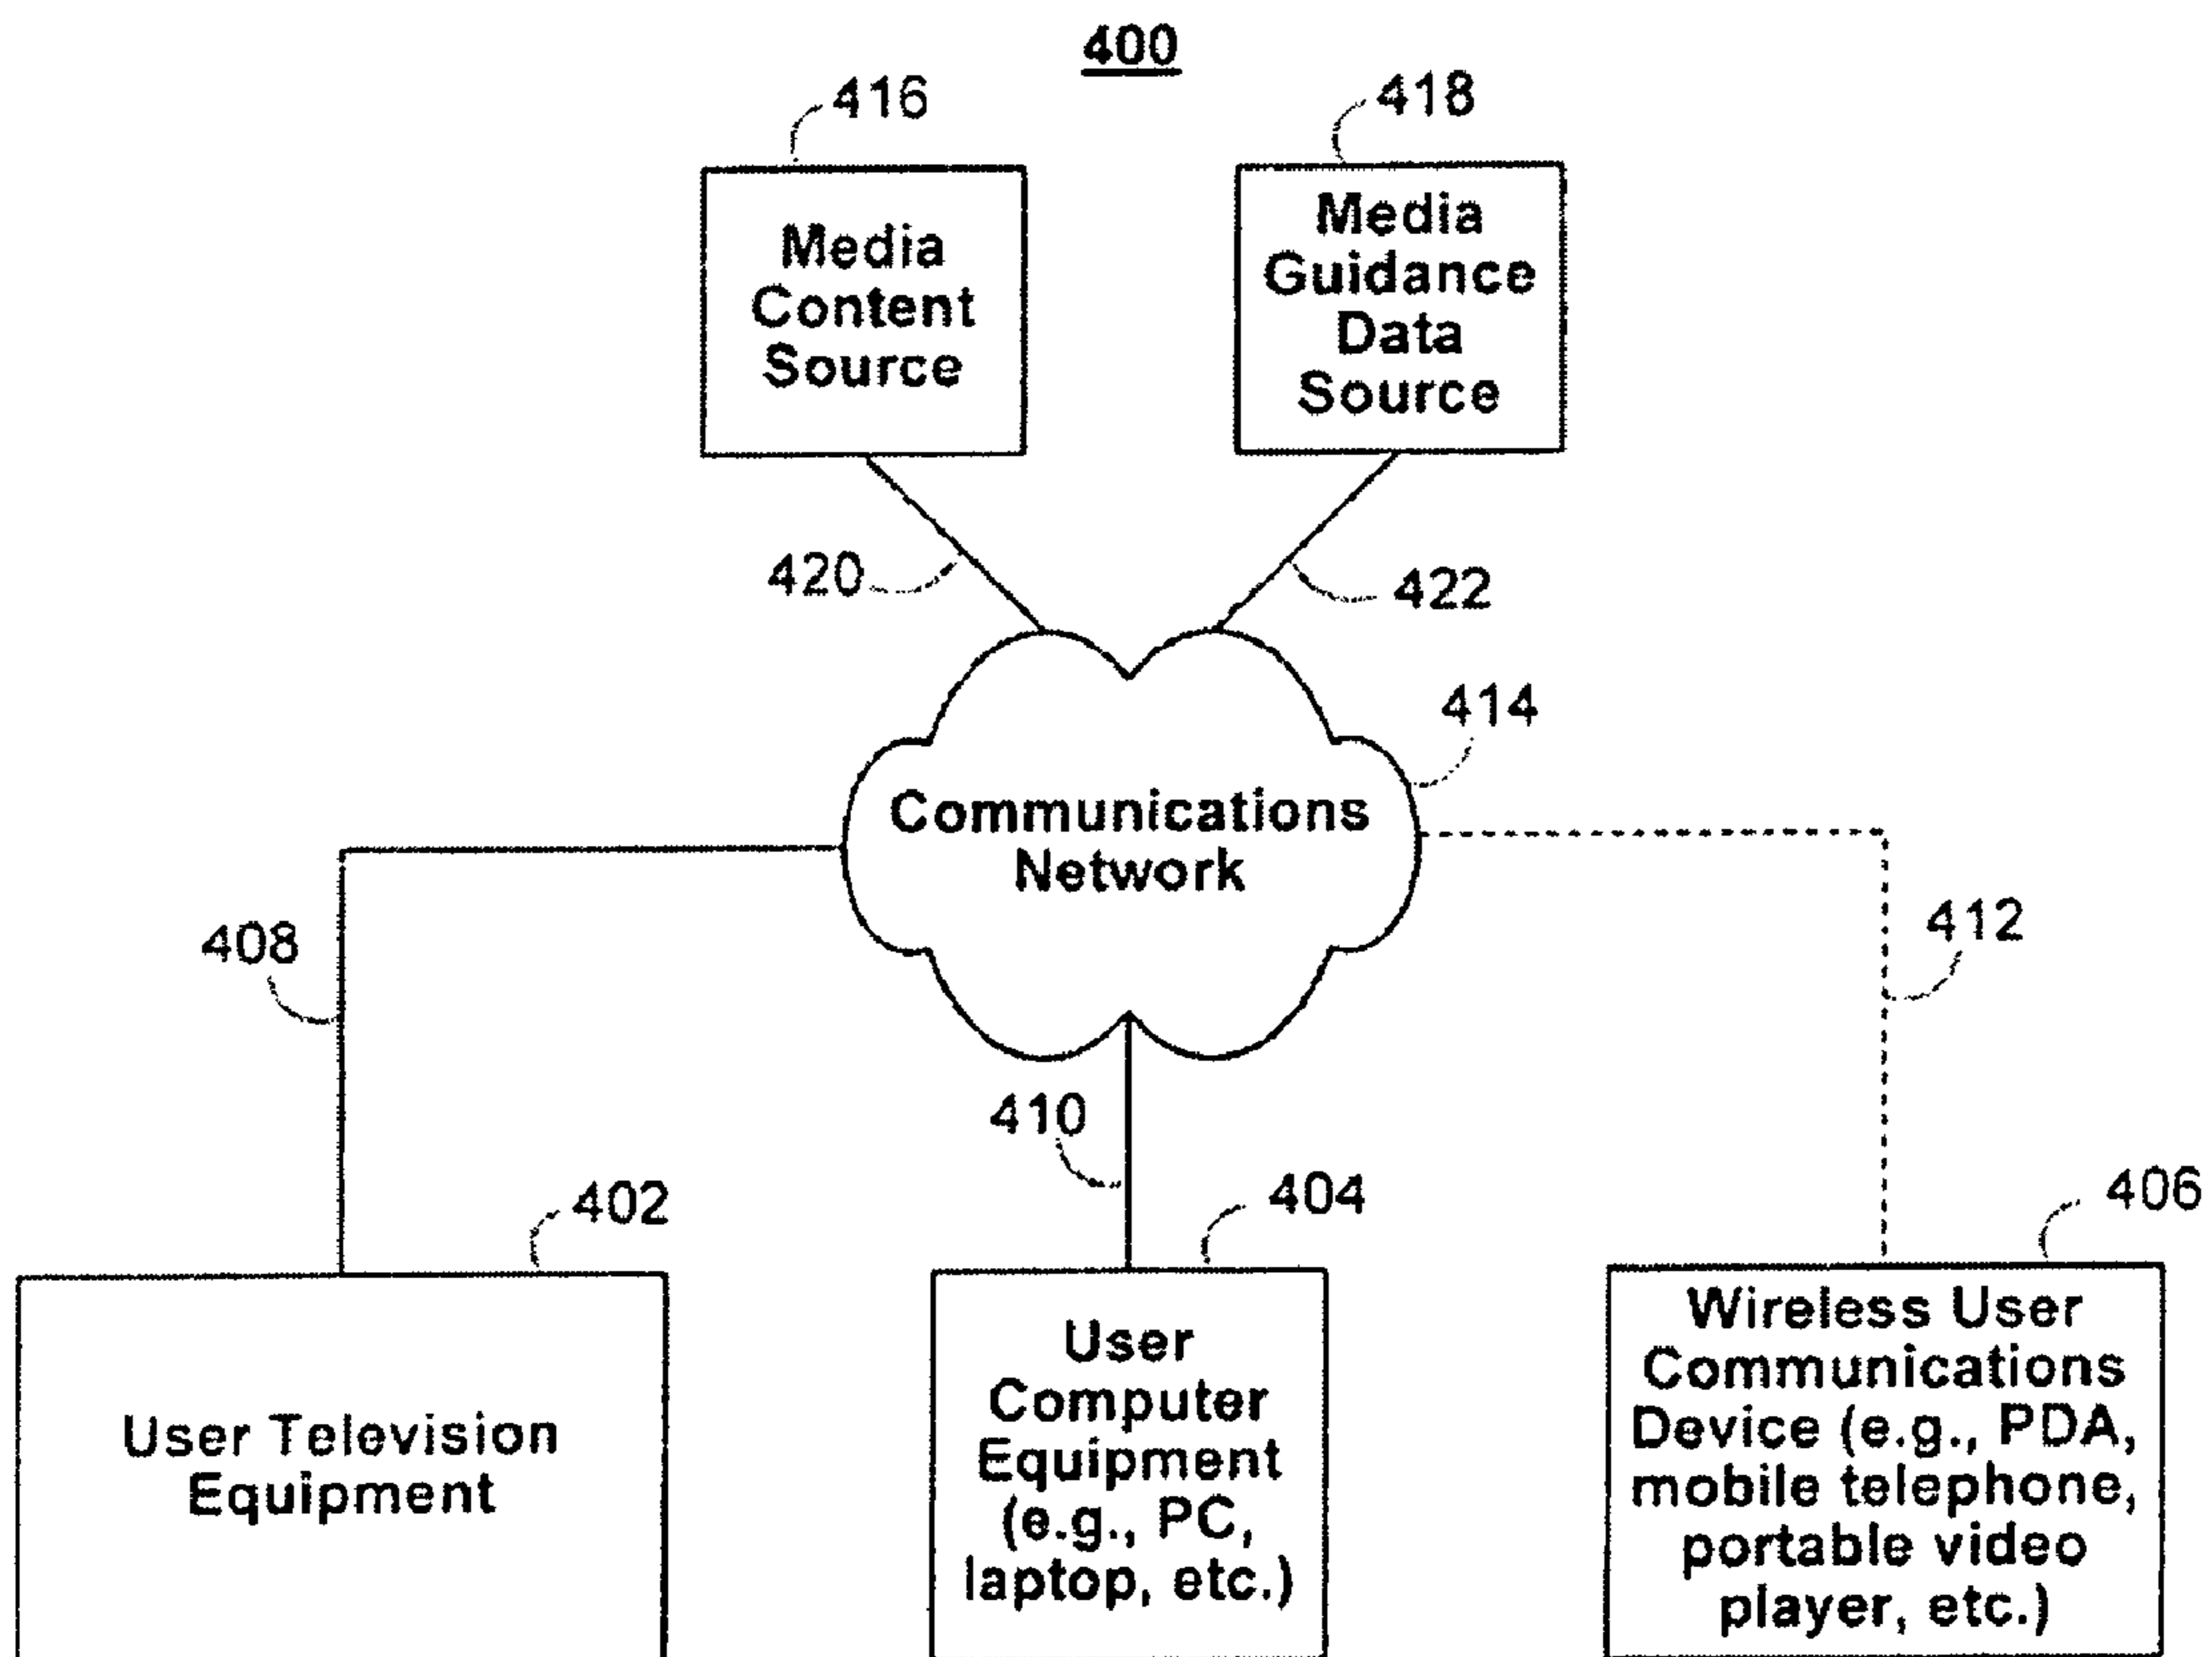 400
416
418
Media
Content
Source
Media
Guidance
Data
Source
420
422
414
Communications
Network
408
412
410
402
404
406
User Television
Equipment
User
Computer
Equipment
(e.g., PC,
laptop, etc.)
Wireless User
Communications
Device (e.g., PDA,
mobile telephone,
portable video
player, etc.)